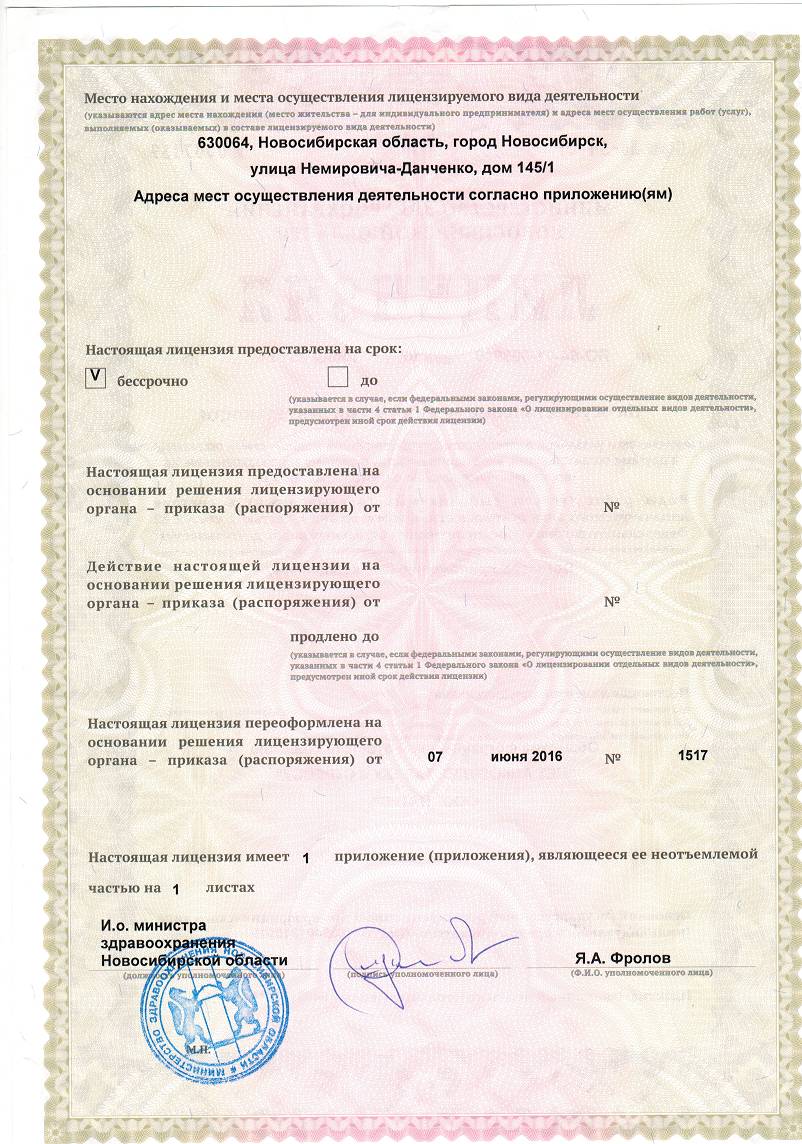 Место нахождения и места осуществления лицензируемого вида деятельности
(указываются адрес места нахождения (место жительства – для индивидуального предпринимателя) и адреса мест осуществления работ (услуг),
выполняемых (оказываемых) в составе лицензируемого вида деятельности)
630064, Новосибирская область, город Новосибирск,
улица Немировича-Данченко, дом 145/1
Адреса мест осуществления деятельности согласно приложению(ям)
Настоящая лицензия предоставлена на срок:
V бессрочно до
(указывается в случае, если федеральными законами, регулирующими осуществление видов деятельности,
указанных в части 4 статьи 1 Федерального закона «О лицензировании отдельных видов деятельности»,
предусмотрен иной срок действия лицензии)
Настоящая лицензия предоставлена на
основании решения лицензирующего
органа – приказа (распоряжения) от №
Действие настоящей лицензии на
основании решения лицензирующего
органа – приказа (распоряжения) от №
продлено до
(указывается в случае, если федеральными законами, регулирующими осуществление видов деятельности,
указанных в части 4 статьи 1 Федерального закона «О лицензировании отдельных видов деятельности»,
предусмотрен иной срок действия лицензии)
Настоящая лицензия переоформлена на
основании решения лицензирующего
органа – приказа (распоряжения) от 07 июня 2016 № 1517
Настоящая лицензия имеет 1 приложение (приложения), являющееся ее неотъемлемой
частью на 1 листах
И.о. министра
здравоохранения
Новосибирской области Я.А. Фролов
(должность уполномоченного лица) (подпись уполномоченного лица) (Ф.И.О. уполномоченного лица)
М.П.
МИНИСТЕРСТВО ЗДРАВООХРАНЕНИЯ НОВОСИБИРСКОЙ ОБЛАСТИ